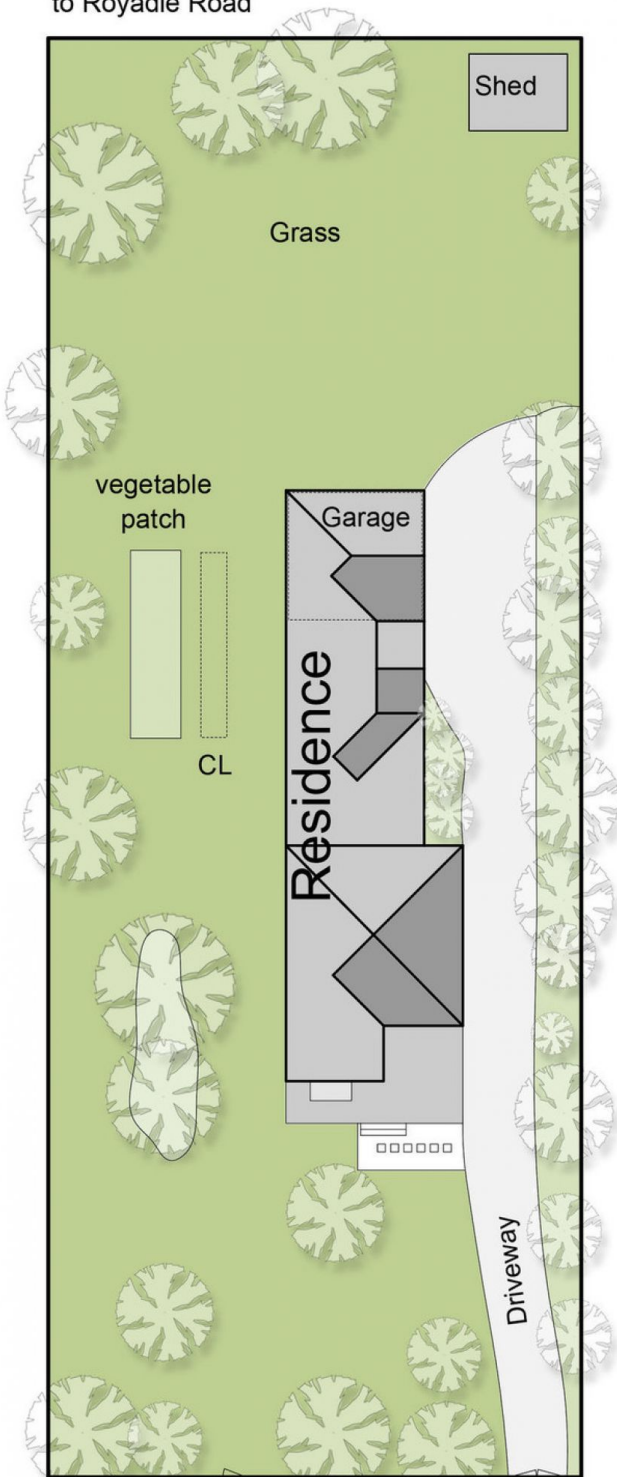 to Royadie Road
Shed
Grass
vegetable
patch
Garage
Residence
CL
Driveway